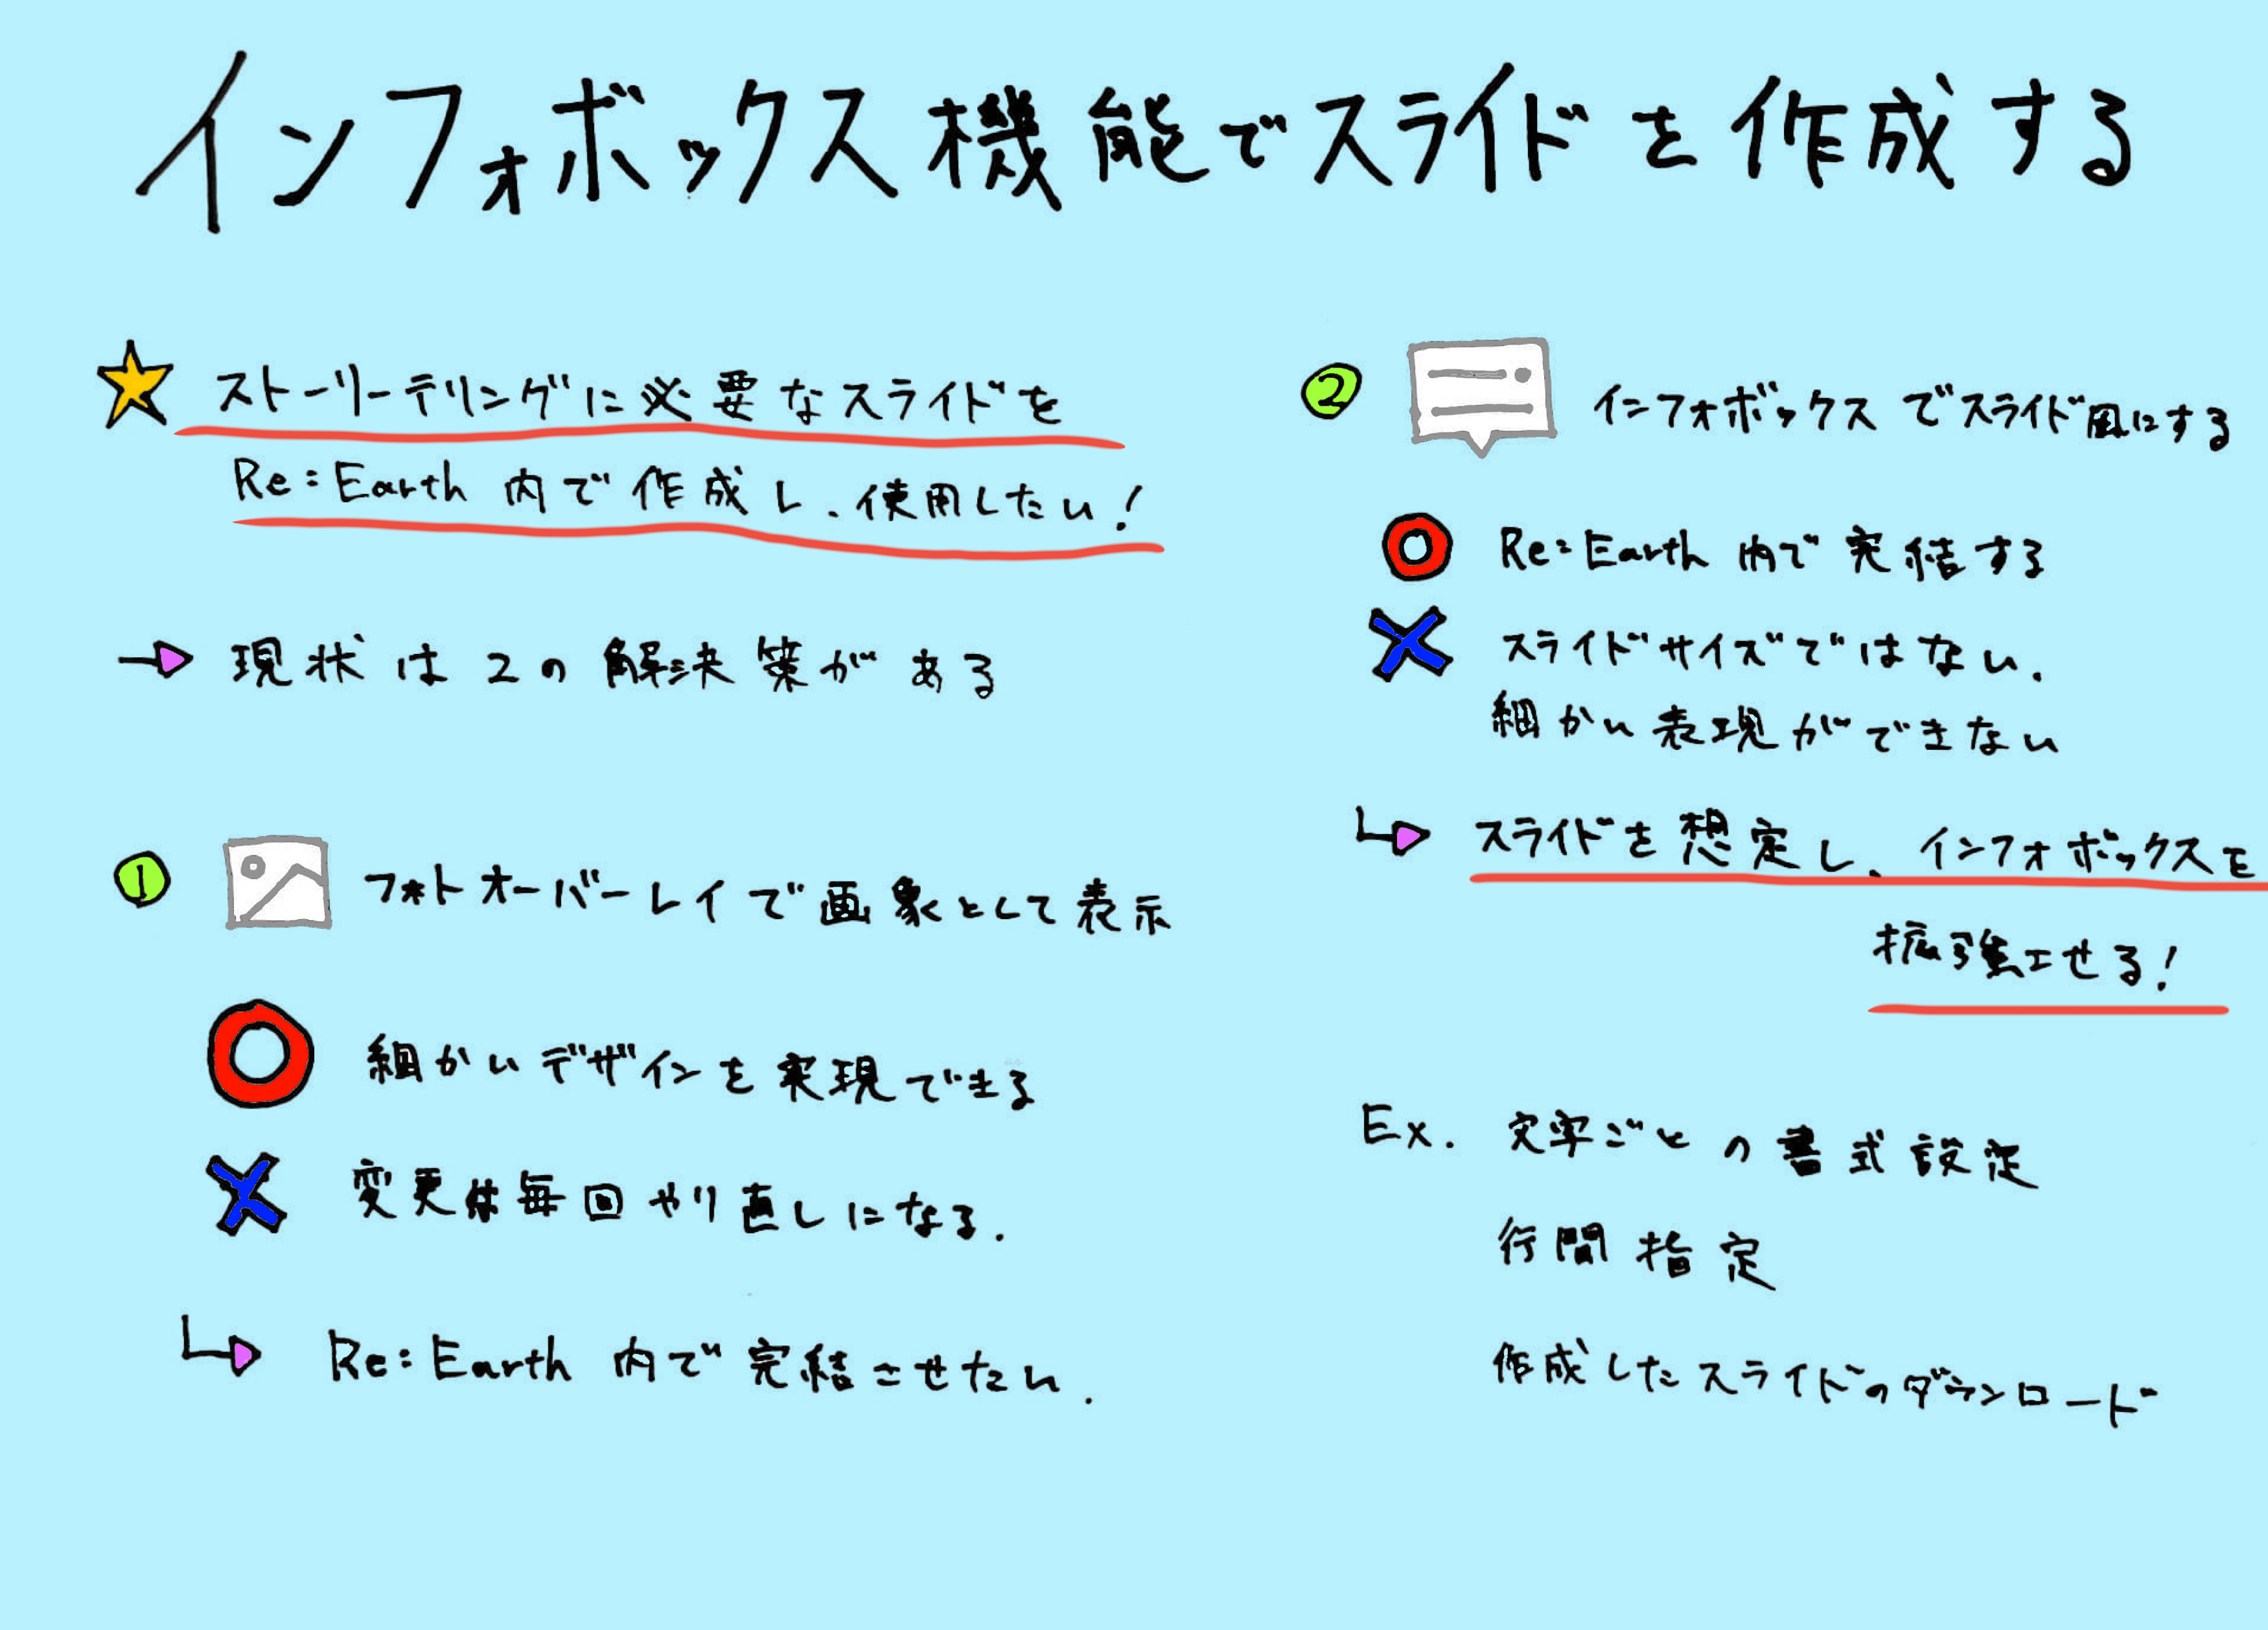 インフォボックス機能でスライドを作成する
ストーリーテリングに必要なスライドを
Re:Earth 内で作成し、使用したい！
現状は2の解決策がある
1 フォトオーバーレイで画象として表示
細かいデザインを実現できる
変更は毎回やり直しになる.
Re:Earth 内で完結させたい.
2 インフォボックスでスライド風にする
Re:Earth 内で完結する
スライドサイズではない.
細かい表現ができない
スライドを想定し、インフォボックスを
拡張させる！
Ex. 文字ごとの書式設定
行間指定
作成したスライドのダウンロード